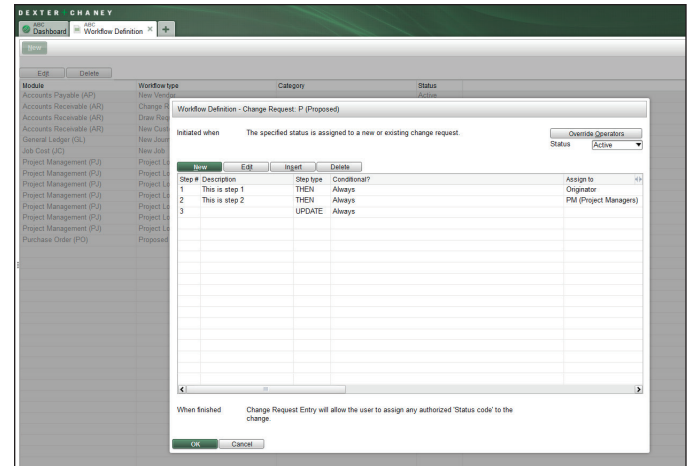 DEXTER + CHANEY
ABC
Dashboard
ABC
Workflow Definition × +
New
Edit Delete
Module Workflow type Category Status
Accounts Payable (AP) New Vendor Active
Accounts Receivable (AR) Change R
Accounts Receivable (AR) Draw Req
Accounts Receivable (AR) New Cust
General Ledger (GL) New Jour
Job Cost (JC) New Job
Project Management (PJ) Project Lo
Project Management (PJ) Project Lo
Project Management (PJ) Project Lo
Project Management (PJ) Project Lo
Project Management (PJ) Project Lo
Project Management (PJ) Project Lo
Purchase Order (PO) Proposed
Workflow Definition - Change Request: P (Proposed)
Initiated when The specified status is assigned to a new or existing change request.
Override Operators
Status Active
New Edit Insert Delete
Step # Description Step type Conditional? Assign to
1 This is step 1 THEN Always Originator
2 This is step 2 THEN Always PM (Project Managers)
3 UPDATE Always
When finished Change Request Entry will allow the user to assign any authorized 'Status code' to the
change.
OK Cancel